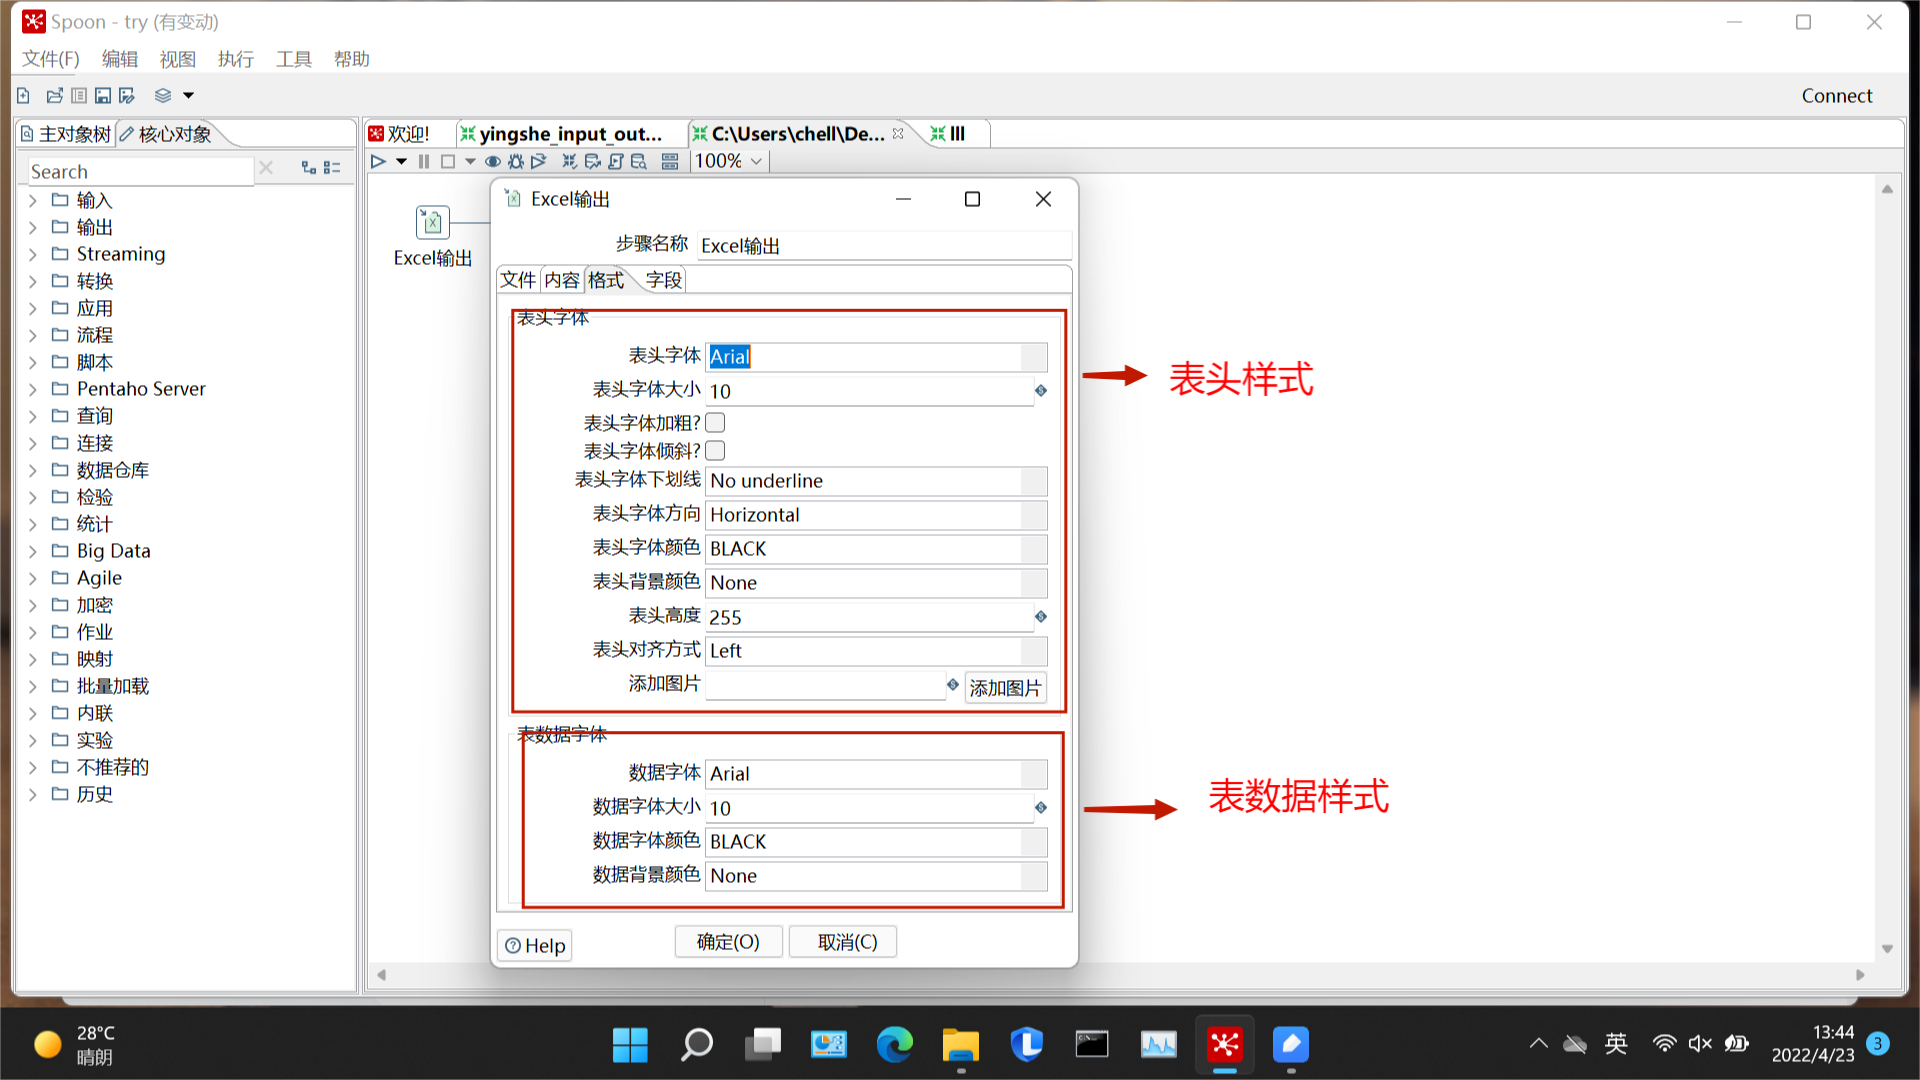 Spoon - try (有变动)
文件(F) 编辑 视图 执行 工具 帮助
Connect
主对象树 核心对象
欢迎! yingshe_input_out... C:\Users\chell\De... lll
Search
100%
输入
输出
Streaming
转换
应用
流程
脚本
Pentaho Server
查询
连接
数据仓库
检验
统计
Big Data
Agile
加密
作业
映射
批量加载
内联
实验
不推荐的
历史
Excel输出
Excel输出
步骤名称 Excel输出
文件 内容 格式 字段
表头字体
表头字体 Arial
表头字体大小 10
表头字体加粗?
表头字体倾斜?
表头字体下划线 No underline
表头字体方向 Horizontal
表头字体颜色 BLACK
表头背景颜色 None
表头高度 255
表头对齐方式 Left
添加图片 添加图片
表数据字体
数据字体 Arial
数据字体大小 10
数据字体颜色 BLACK
数据背景颜色 None
Help 确定(O) 取消(C)
表头样式
表数据样式
28°C
晴朗
英
13:44
2022/4/23
3